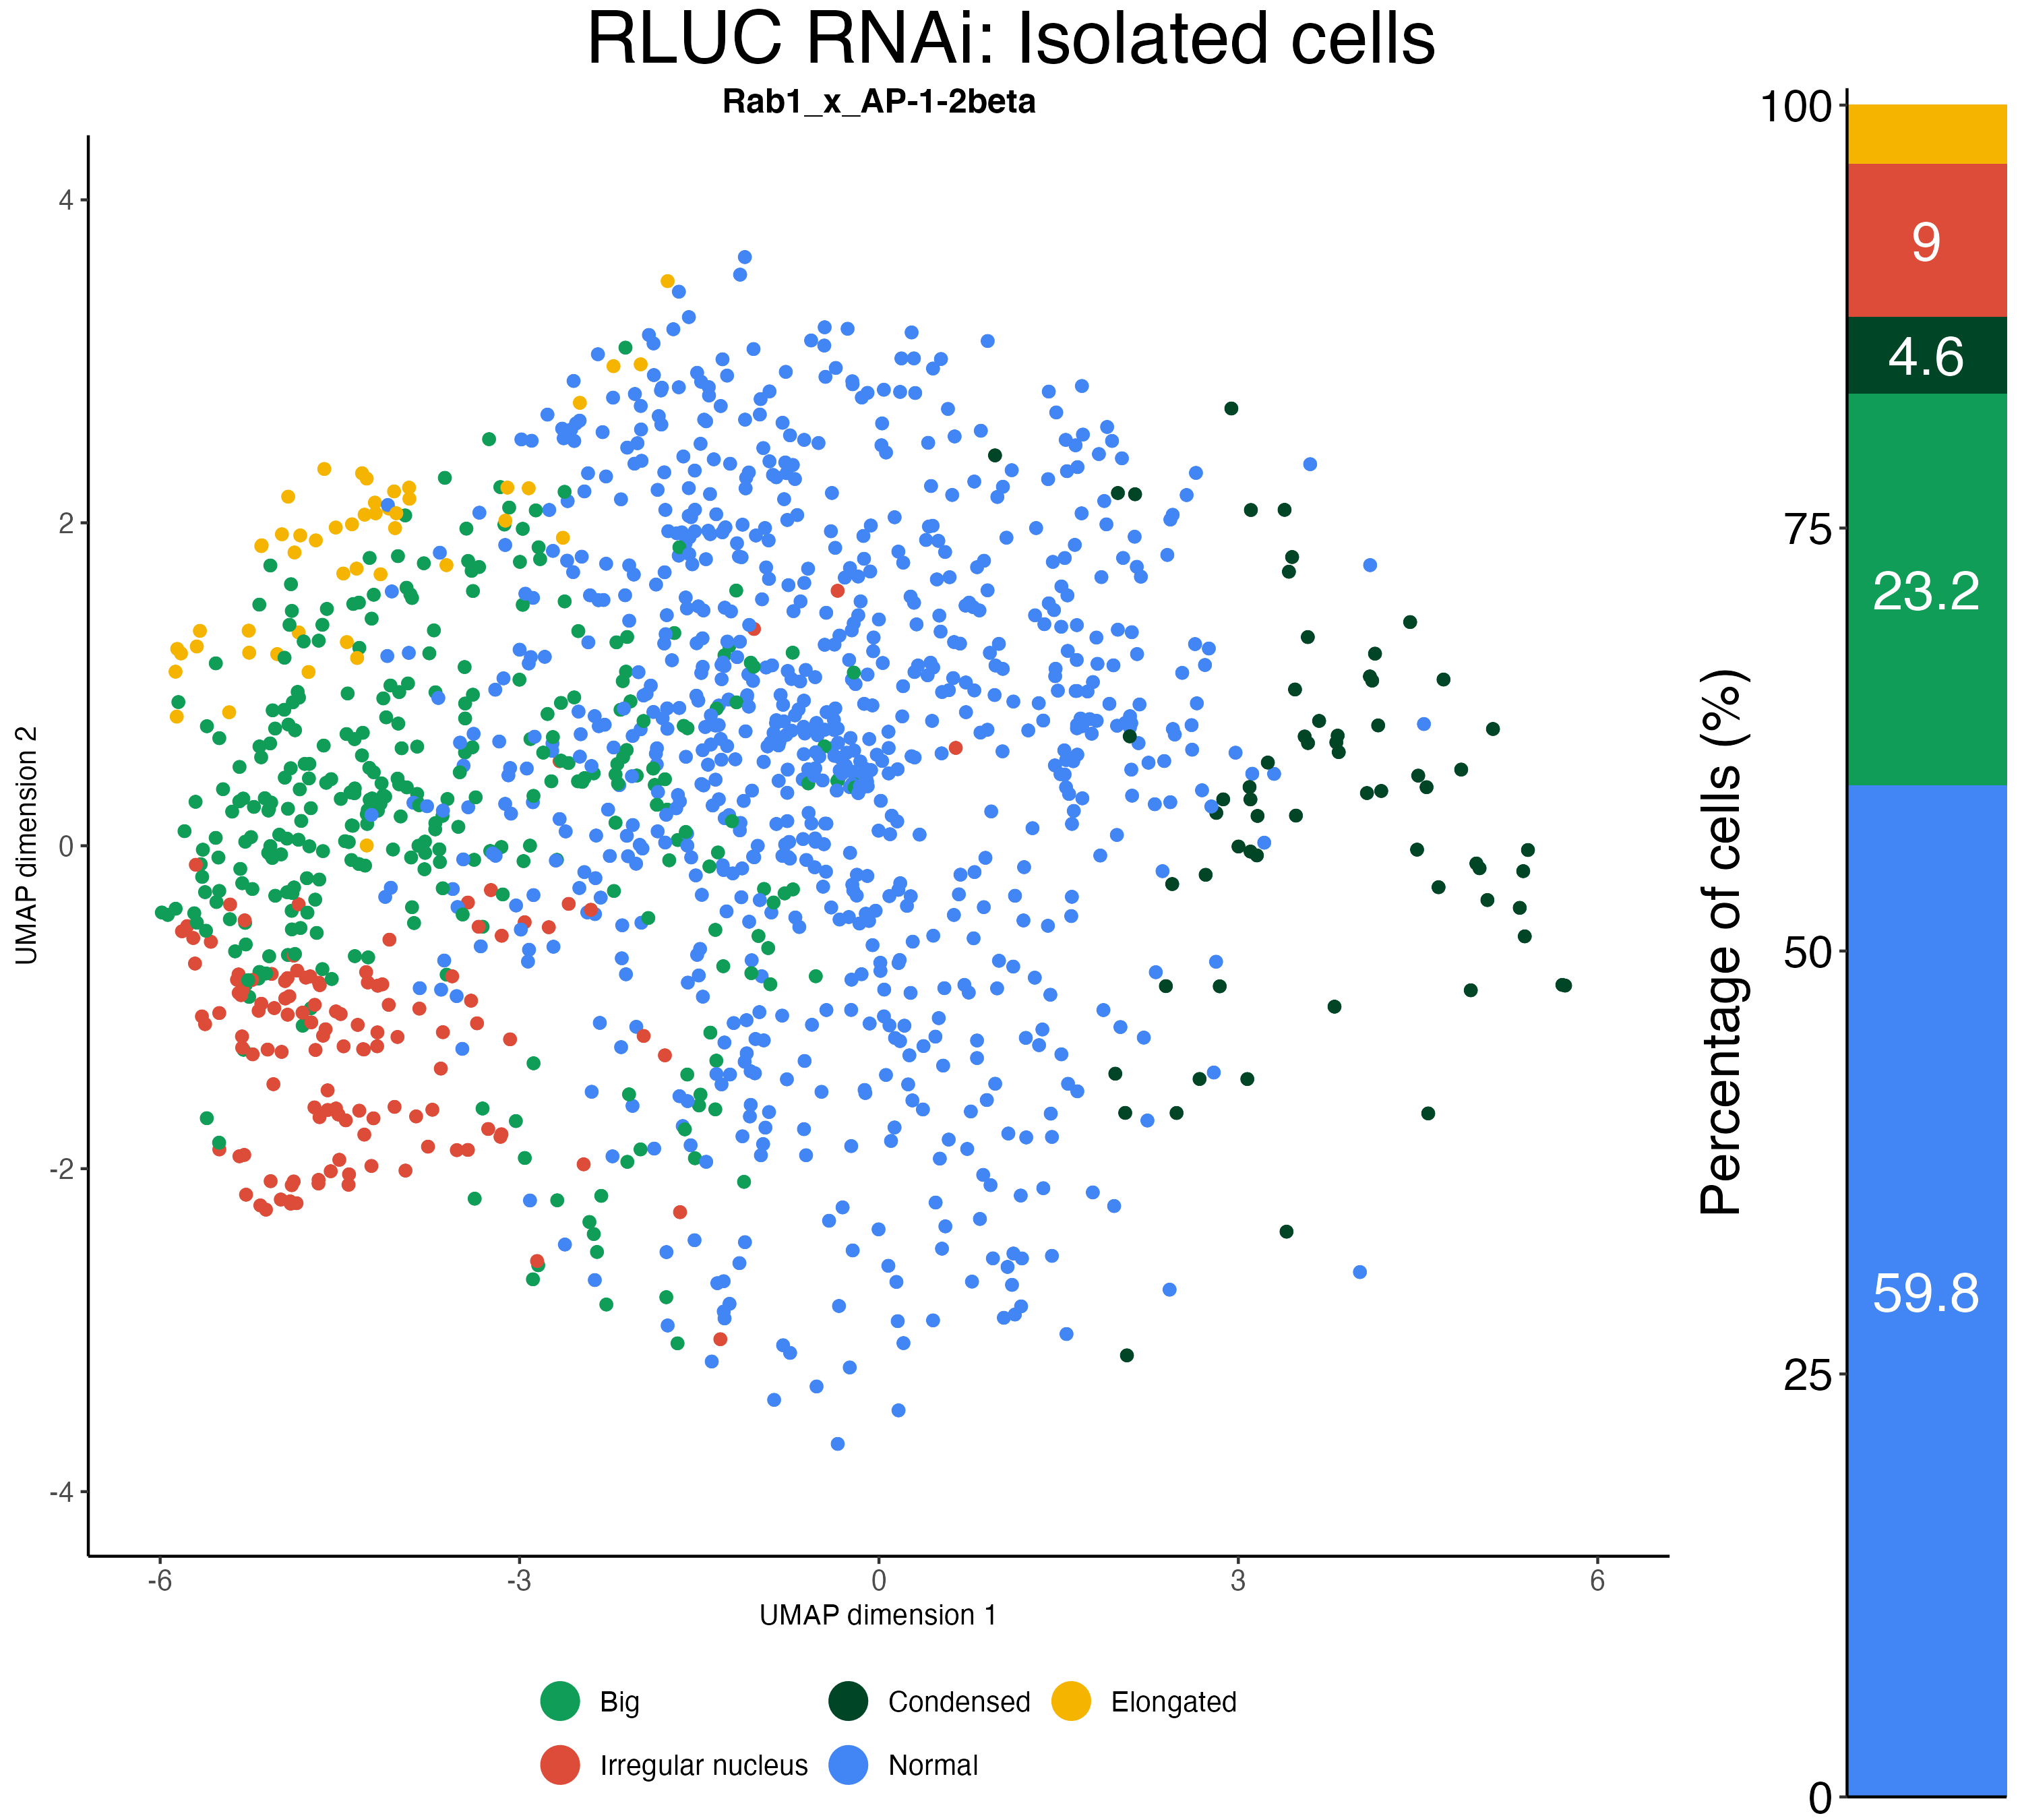 RLUC RNAi: Isolated cells
Rab1_x_AP-1-2beta
UMAP dimension 2
4
2
0
-2
-4
-6
-3
0
3
6
UMAP dimension 1
Big
Condensed
Elongated
Irregular nucleus
Normal
Percentage of cells (%)
100
75
50
25
0
9
4.6
23.2
59.8